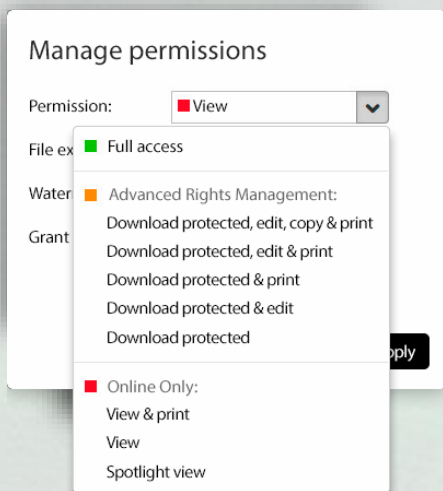 Manage permissions
Permission: View
File ex
Full access
Water
Advanced Rights Management:
Download protected, edit, copy & print
Grant
Download protected, edit & print
Download protected & print
Download protected & edit
Download protected
pply
Online Only:
View & print
View
Spotlight view